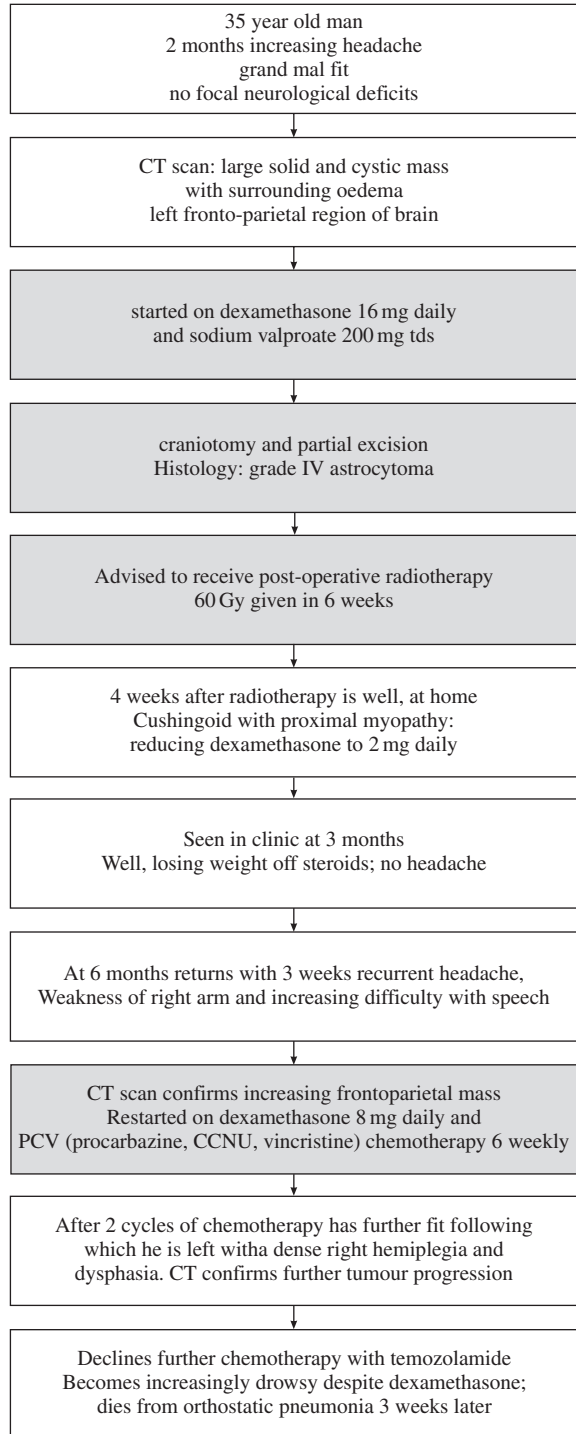 35 year old man
2 months increasing headache
grand mal fit
no focal neurological deficits
CT scan: large solid and cystic mass
with surrounding oedema
left fronto-parietal region of brain
started on dexamethasone 16 mg daily
and sodium valproate 200 mg tds
craniotomy and partial excision
Histology: grade IV astrocytoma
Advised to receive post-operative radiotherapy
60 Gy given in 6 weeks
4 weeks after radiotherapy is well, at home
Cushingoid with proximal myopathy:
reducing dexamethasone to 2 mg daily
Seen in clinic at 3 months
Well, losing weight off steroids; no headache
At 6 months returns with 3 weeks recurrent headache,
Weakness of right arm and increasing difficulty with speech
CT scan confirms increasing frontoparietal mass
Restarted on dexamethasone 8 mg daily and
PCV (procarbazine, CCNU, vincristine) chemotherapy 6 weekly
After 2 cycles of chemotherapy has further fit following
which he is left witha dense right hemiplegia and
dysphasia. CT confirms further tumour progression
Declines further chemotherapy with temozolamide
Becomes increasingly drowsy despite dexamethasone;
dies from orthostatic pneumonia 3 weeks later